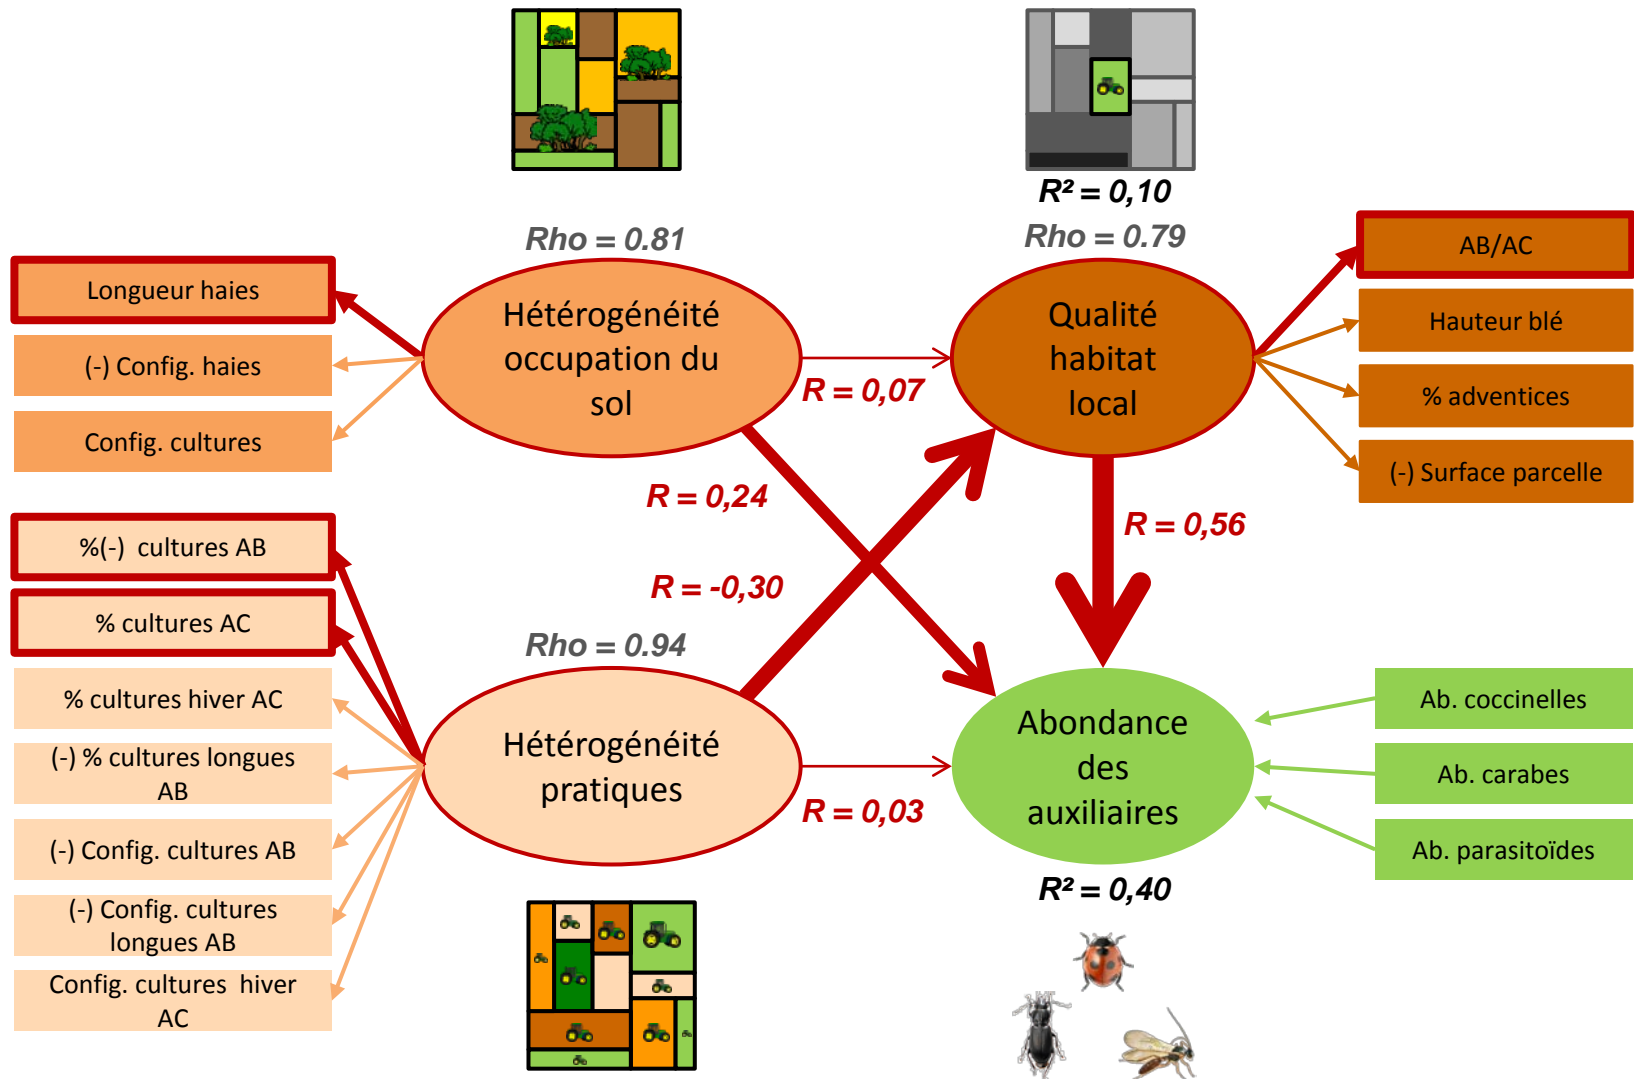 R² = 0,10
Rho = 0.81
Rho = 0.79
Longueur haies
(-) Config. haies
Config. cultures
Hétérogénéité
occupation du
sol
R = 0,07
Qualité
habitat
local
AB/AC
Hauteur blé
% adventices
(-) Surface parcelle
R = 0,24
R = 0,56
R = -0,30
%(-)  cultures AB
% cultures AC
% cultures hiver AC
(-) % cultures longues
AB
(-) Config. cultures AB
(-) Config. cultures
longues AB
Config. cultures  hiver
AC
Rho = 0.94
Hétérogénéité
pratiques
R = 0,03
Abondance
des
auxiliaires
Ab. coccinelles
Ab. carabes
Ab. parasitoïdes
R² = 0,40